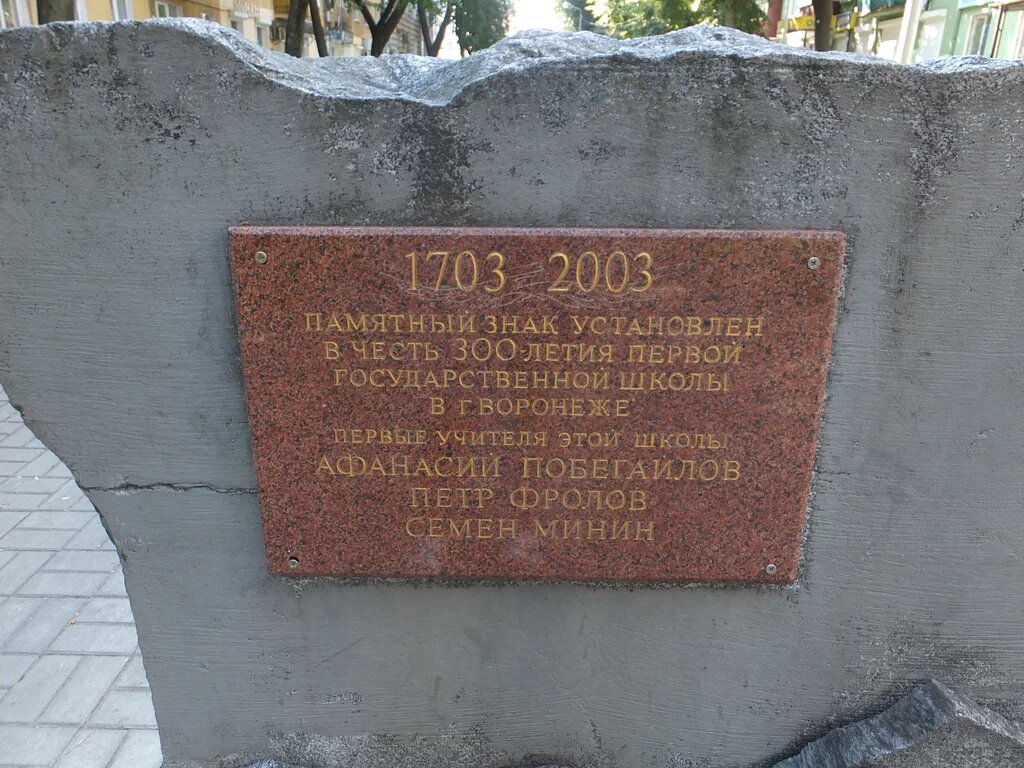 1703 2003
ПАМЯТНЫЙ ЗНАК УСТАНОВЛЕН
В ЧЕСТЬ 300-ЛЕТИЯ ПЕРВОЙ
ГОСУДАРСТВЕННОЙ ШКОЛЫ
В Г.ВОРОНЕЖЕ
ПЕРВЫЕ УЧИТЕЛЯ ЭТОЙ ШКОЛЫ:
АФАНАСИЙ ПОБЕГАЙЛОВ
ПЕТР ФРОЛОВ
СЕМЕН МИНИН